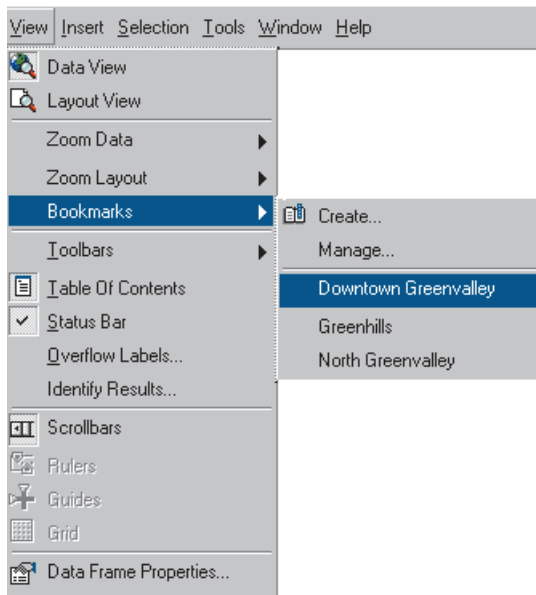 View Insert Selection Tools Window Help
Data View
Layout View
Zoom Data
Zoom Layout
Bookmarks
Create...
Toolbars
Manage...
Table Of Contents
Downtown Greenvalley
Status Bar
Greenhills
Overflow Labels...
North Greenvalley
Identify Results...
Scrollbars
Rulers
Guides
Grid
Data Frame Properties...